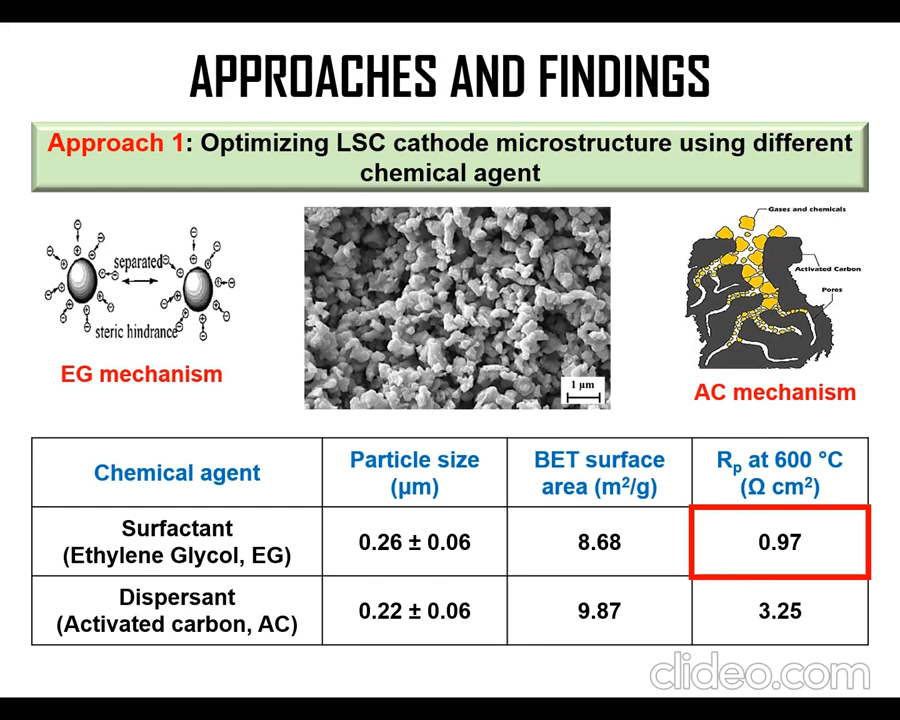 APPROACHES AND FINDINGS
Approach 1: Optimizing LSC cathode microstructure using different
chemical agent
separated
steric hindrance
EG mechanism
1 μm
Gases and chemicals
Activated Carbon
Pores
AC mechanism
Chemical agent
Particle size
(μm)
BET surface
area (m²/g)
Rₚ at 600 °C
(Ω cm²)
Surfactant
(Ethylene Glycol, EG)
0.26 ± 0.06
8.68
0.97
Dispersant
(Activated carbon, AC)
0.22 ± 0.06
9.87
3.25
clideo.com